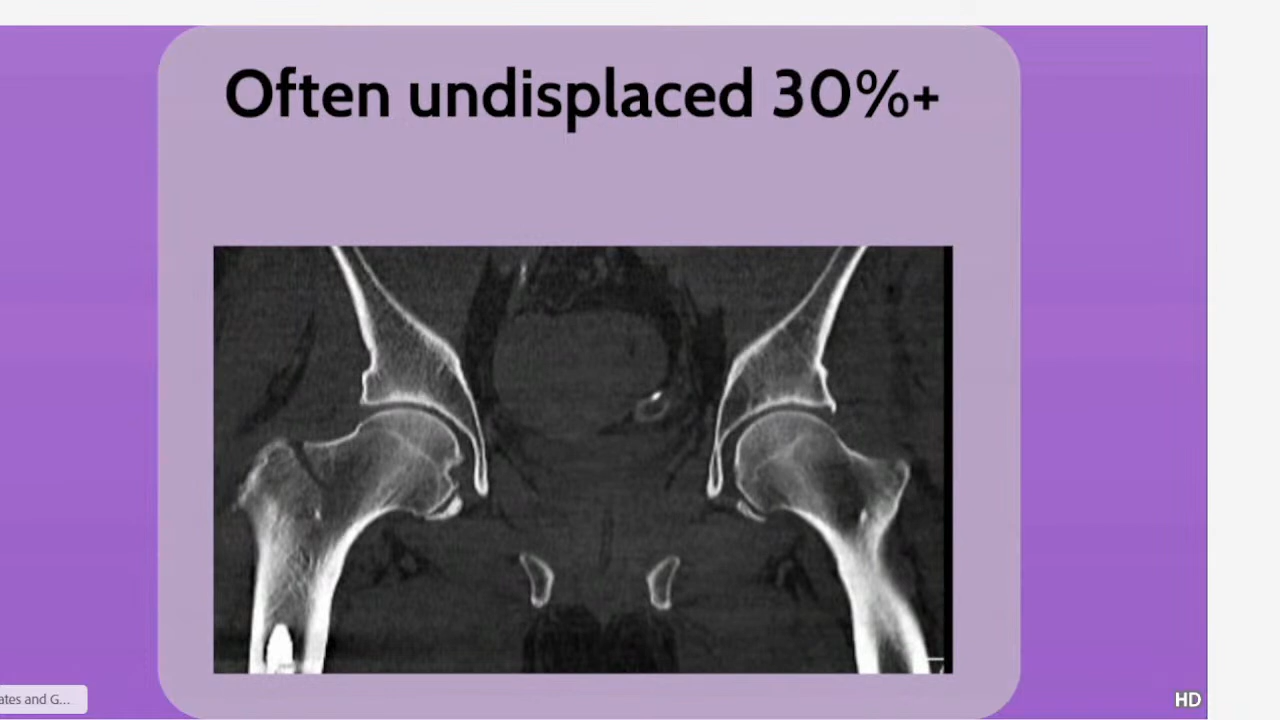 Often undisplaced 30%+
ates and G...
HD